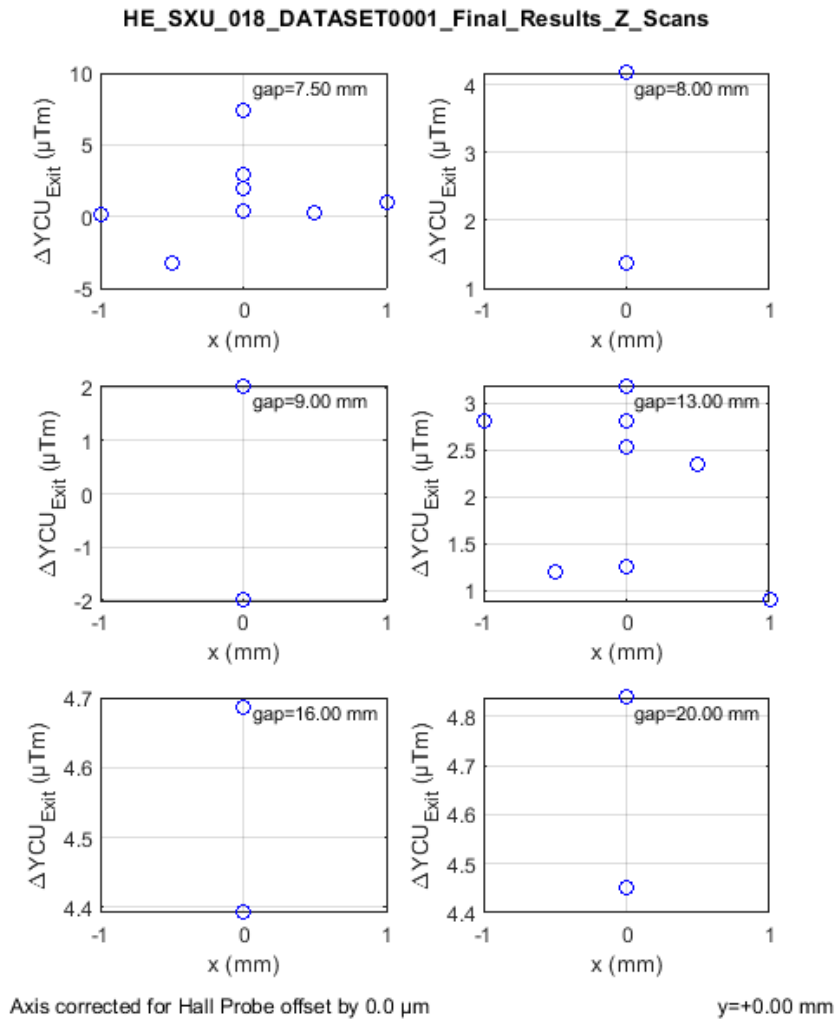 HE_SXU_018_DATASET0001_Final_Results_Z_Scans
gap=7.50 mm
10
5
0
-5
-1
0
1
ΔYCU_Exit (µTm)
x (mm)
gap=8.00 mm
4
3
2
1
-1
0
1
ΔYCU_Exit (µTm)
x (mm)
gap=9.00 mm
2
1
0
-1
-2
-1
0
1
ΔYCU_Exit (µTm)
x (mm)
gap=13.00 mm
3
2.5
2
1.5
1
-1
0
1
ΔYCU_Exit (µTm)
x (mm)
gap=16.00 mm
4.7
4.6
4.5
4.4
-1
0
1
ΔYCU_Exit (µTm)
x (mm)
gap=20.00 mm
4.8
4.7
4.6
4.5
4.4
-1
0
1
ΔYCU_Exit (µTm)
x (mm)
Axis corrected for Hall Probe offset by 0.0 µm
y=+0.00 mm